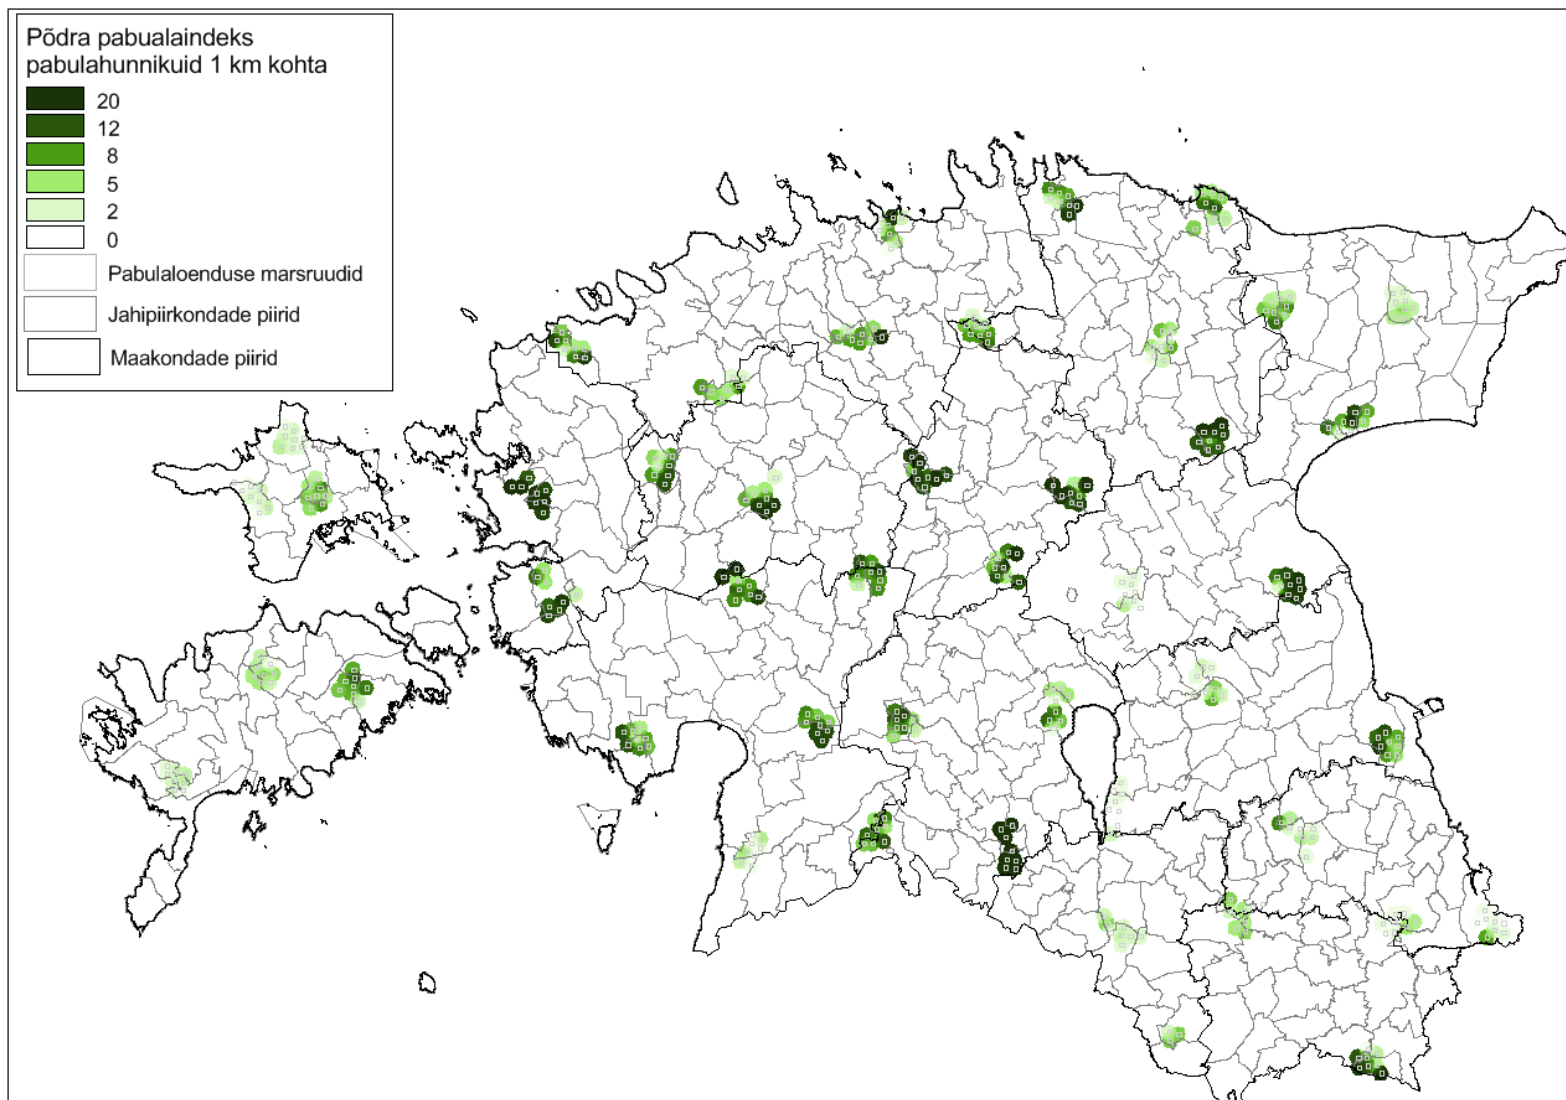 Põdra pabualaindeks
pabulahunnikuid 1 km kohta
20
12
8
5
2
0
Pabulaloenduse marsruudid
Jahipiirkondade piirid
Maakondade piirid